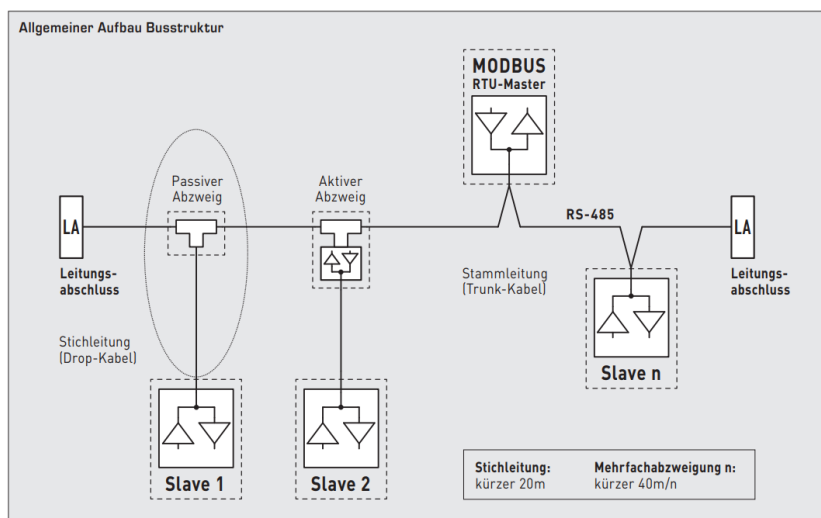 Allgemeiner Aufbau Busstruktur
MODBUS
RTU-Master
Passiver
Abzweig
Aktiver
Abzweig
LA
RS-485
LA
Leitungs-
abschluss
Stammleitung
(Trunk-Kabel)
Leitungs-
abschluss
Stichleitung
(Drop-Kabel)
Slave n
Slave 1
Slave 2
Stichleitung:
kürzer 20m
Mehrfachabzweigung n:
kürzer 40m/n